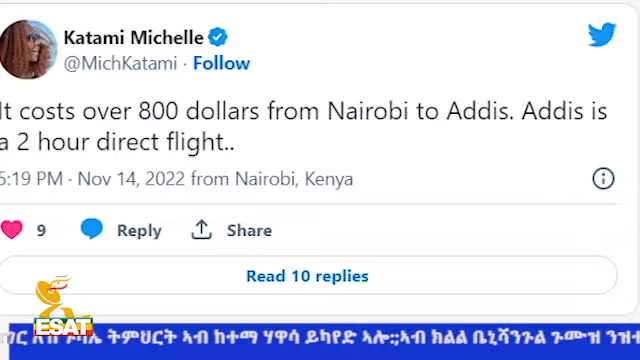 Katami Michelle
@MichKatami · Follow
It costs over 800 dollars from Nairobi to Addis. Addis is
a 2 hour direct flight..
5:19 PM · Nov 14, 2022 from Nairobi, Kenya
9 Reply Share
Read 10 replies
ESAT
ትምህርት ኣብ ከተማ ሃዋሳ ይካየድ ኣሎ::ኣብ ክልል ቤኒሻንጉል ጉሙዝ